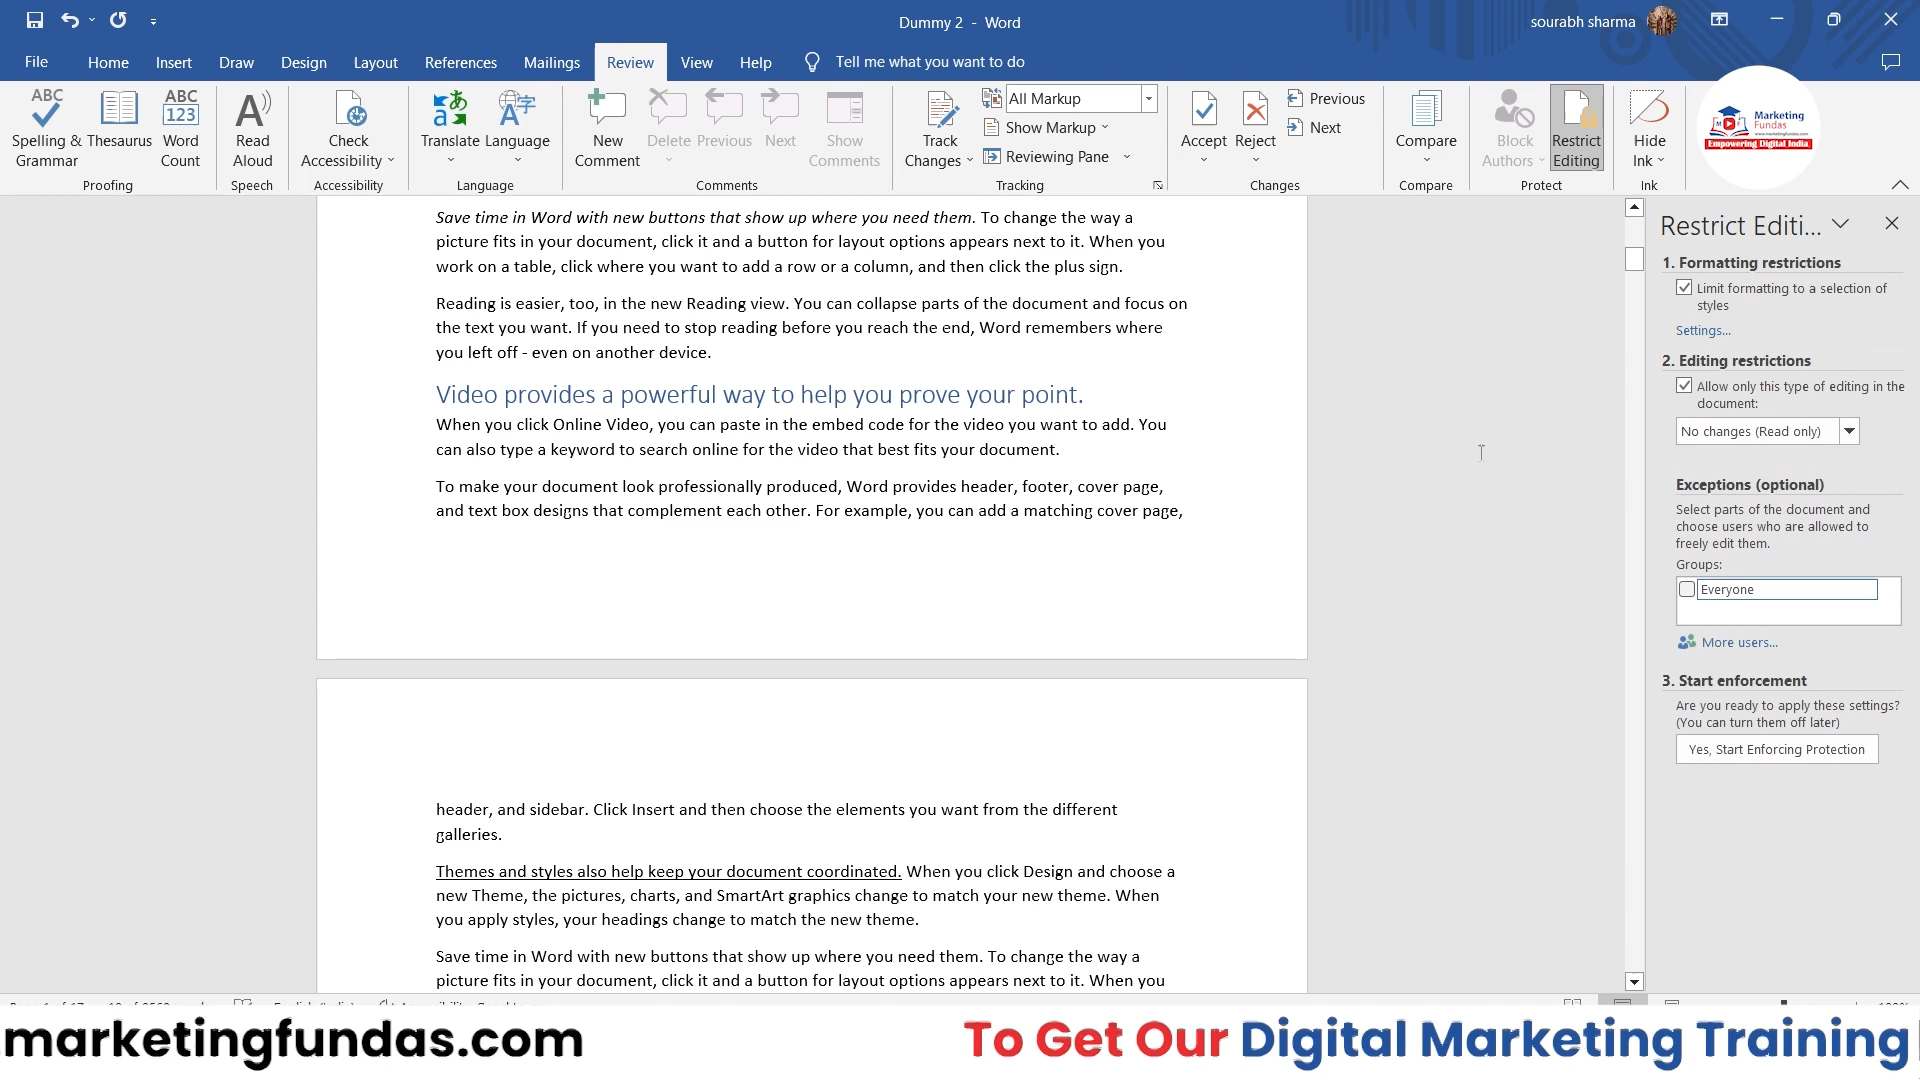 Dummy 2 - Word
sourabh sharma
File
Home
Insert
Draw
Design
Layout
References
Mailings
Review
View
Help
Tell me what you want to do
ABC
Spelling &
Grammar
Thesaurus
ABC
123
Word
Count
Proofing
Read
Aloud
Speech
Check
Accessibility
Accessibility
Translate
Language
Language
New
Comment
Delete
Previous
Next
Show
Comments
Comments
Track
Changes
All Markup
Show Markup
Reviewing Pane
Tracking
Accept
Reject
Previous
Next
Changes
Compare
Compare
Block
Authors
Restrict
Editing
Protect
Hide
Ink
Ink
Marketing
Fundas
Empowering Digital India
Save time in Word with new buttons that show up where you need them. To change the way a
picture fits in your document, click it and a button for layout options appears next to it. When you
work on a table, click where you want to add a row or a column, and then click the plus sign.
Reading is easier, too, in the new Reading view. You can collapse parts of the document and focus on
the text you want. If you need to stop reading before you reach the end, Word remembers where
you left off - even on another device.
Video provides a powerful way to help you prove your point.
When you click Online Video, you can paste in the embed code for the video you want to add. You
can also type a keyword to search online for the video that best fits your document.
To make your document look professionally produced, Word provides header, footer, cover page,
and text box designs that complement each other. For example, you can add a matching cover page,
header, and sidebar. Click Insert and then choose the elements you want from the different
galleries.
Themes and styles also help keep your document coordinated. When you click Design and choose a
new Theme, the pictures, charts, and SmartArt graphics change to match your new theme. When
you apply styles, your headings change to match the new theme.
Save time in Word with new buttons that show up where you need them. To change the way a
picture fits in your document, click it and a button for layout options appears next to it. When you
Restrict Editi...
1. Formatting restrictions
Limit formatting to a selection of
styles
Settings...
2. Editing restrictions
Allow only this type of editing in the
document:
No changes (Read only)
Exceptions (optional)
Select parts of the document and
choose users who are allowed to
freely edit them.
Groups:
Everyone
More users...
3. Start enforcement
Are you ready to apply these settings?
(You can turn them off later)
Yes, Start Enforcing Protection
.marketingfundas.com
To Get Our Digital Marketing Training